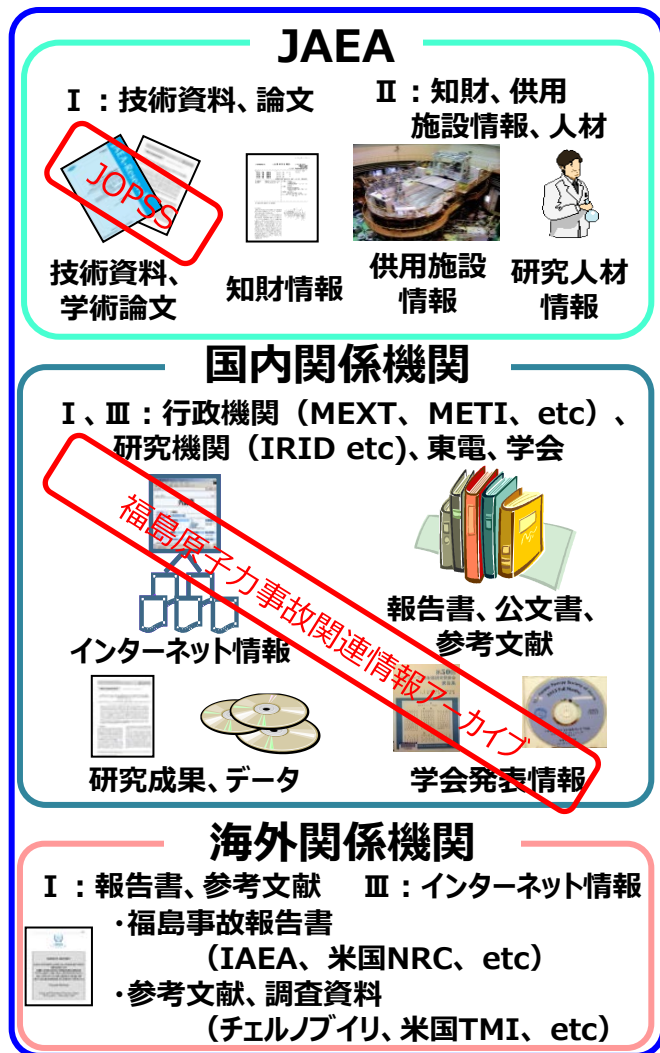 JAEA
Ⅰ：技術資料、論文
Ⅱ：知財、供用
施設情報、人材
JOPSS
技術資料、
学術論文
知財情報
供用施設
情報
研究人材
情報
国内関係機関
Ⅰ、Ⅲ：行政機関（MEXT、METI、etc）、
研究機関（IRID etc)、東電、学会
福島原子力事故関連情報アーカイブ
インターネット情報
報告書、公文書、
参考文献
研究成果、データ
学会発表情報
海外関係機関
Ⅰ：報告書、参考文献　Ⅲ：インターネット情報
・福島事故報告書
（IAEA、米国NRC、etc）
・参考文献、調査資料
（チェルノブイリ、米国TMI、etc）